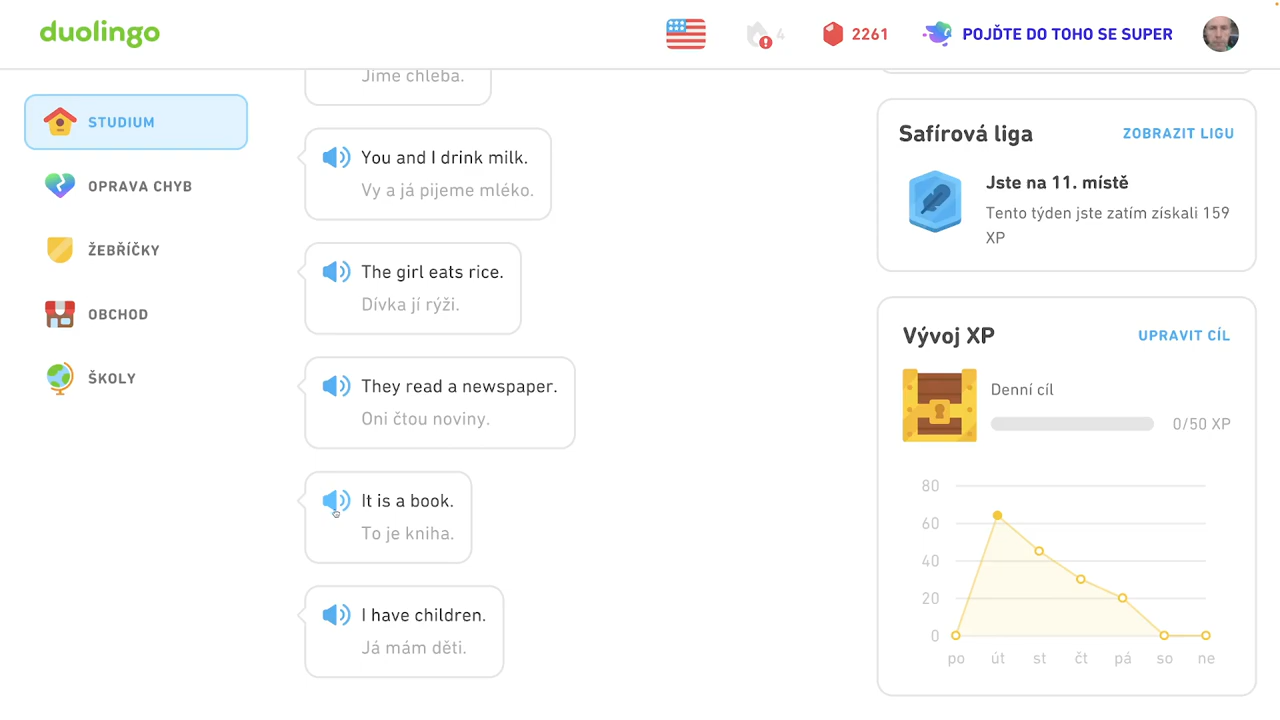 duolingo
4
2261
POJĎTE DO TOHO SE SUPER
STUDIUM
OPRAVA CHYB
ŽEBŘÍČKY
OBCHOD
ŠKOLY
Jíme chleba.
You and I drink milk.
Vy a já pijeme mléko.
The girl eats rice.
Dívka jí rýži.
They read a newspaper.
Oni čtou noviny.
It is a book.
To je kniha.
I have children.
Já mám děti.
Safírová liga
ZOBRAZIT LIGU
Jste na 11. místě
Tento týden jste zatím získali 159
XP
Vývoj XP
UPRAVIT CÍL
Denní cíl
0/50 XP
80
60
40
20
0
po út st čt pá so ne